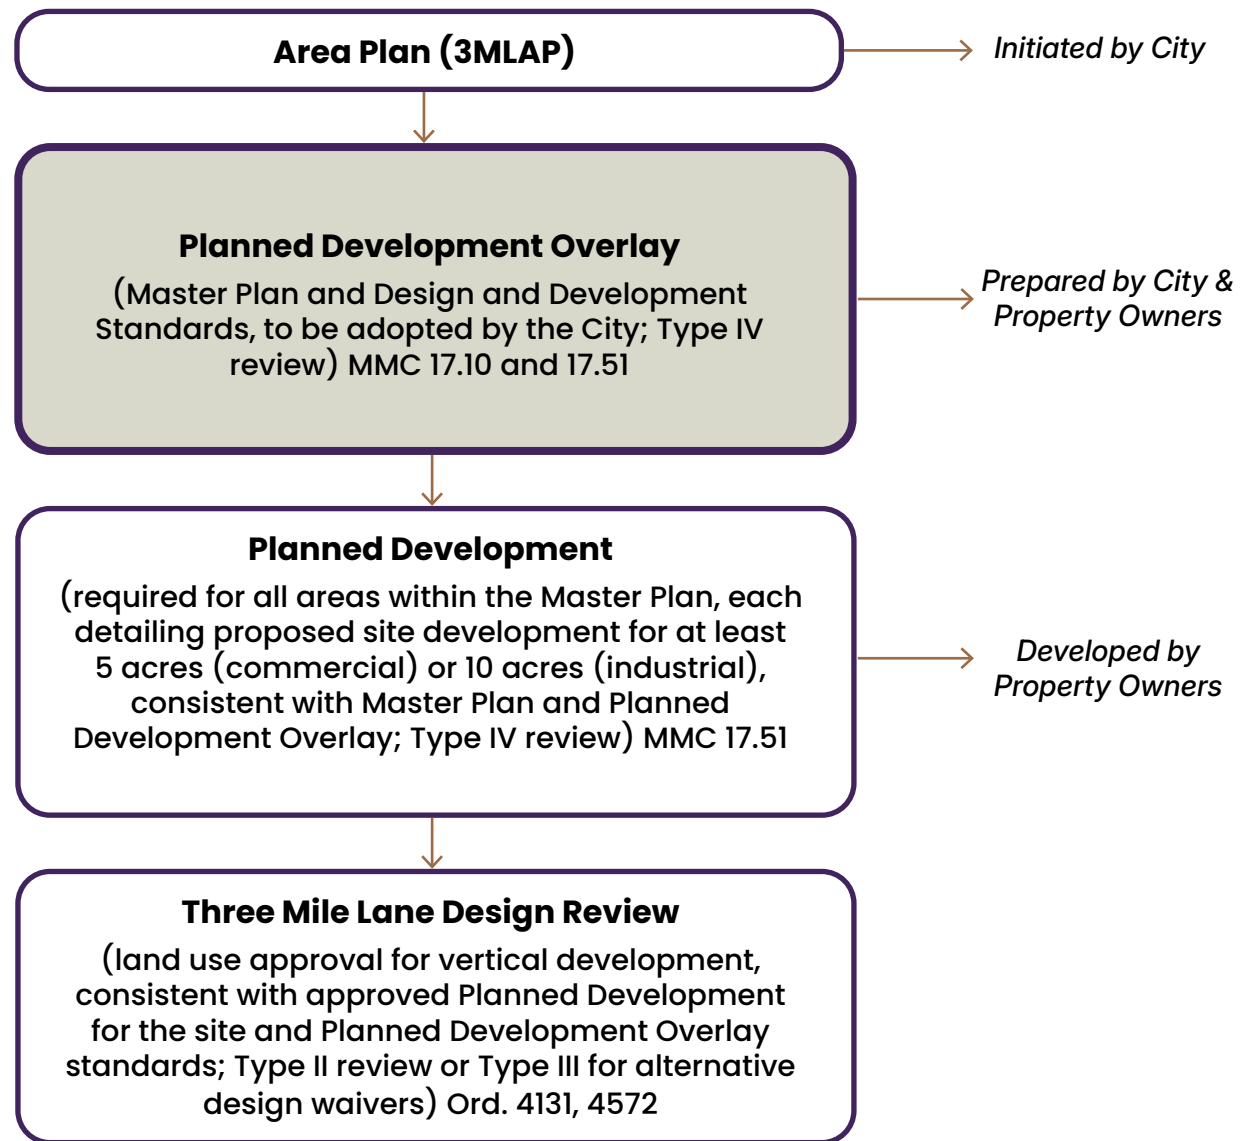 Area Plan (3MLAP)
Initiated by City
Planned Development Overlay
(Master Plan and Design and Development
Standards, to be adopted by the City; Type IV
review) MMC 17.10 and 17.51
Prepared by City &
Property Owners
Planned Development
(required for all areas within the Master Plan, each
detailing proposed site development for at least
5 acres (commercial) or 10 acres (industrial),
consistent with Master Plan and Planned
Development Overlay; Type IV review) MMC 17.51
Developed by
Property Owners
Three Mile Lane Design Review
(land use approval for vertical development,
consistent with approved Planned Development
for the site and Planned Development Overlay
standards; Type II review or Type III for alternative
design waivers) Ord. 4131, 4572